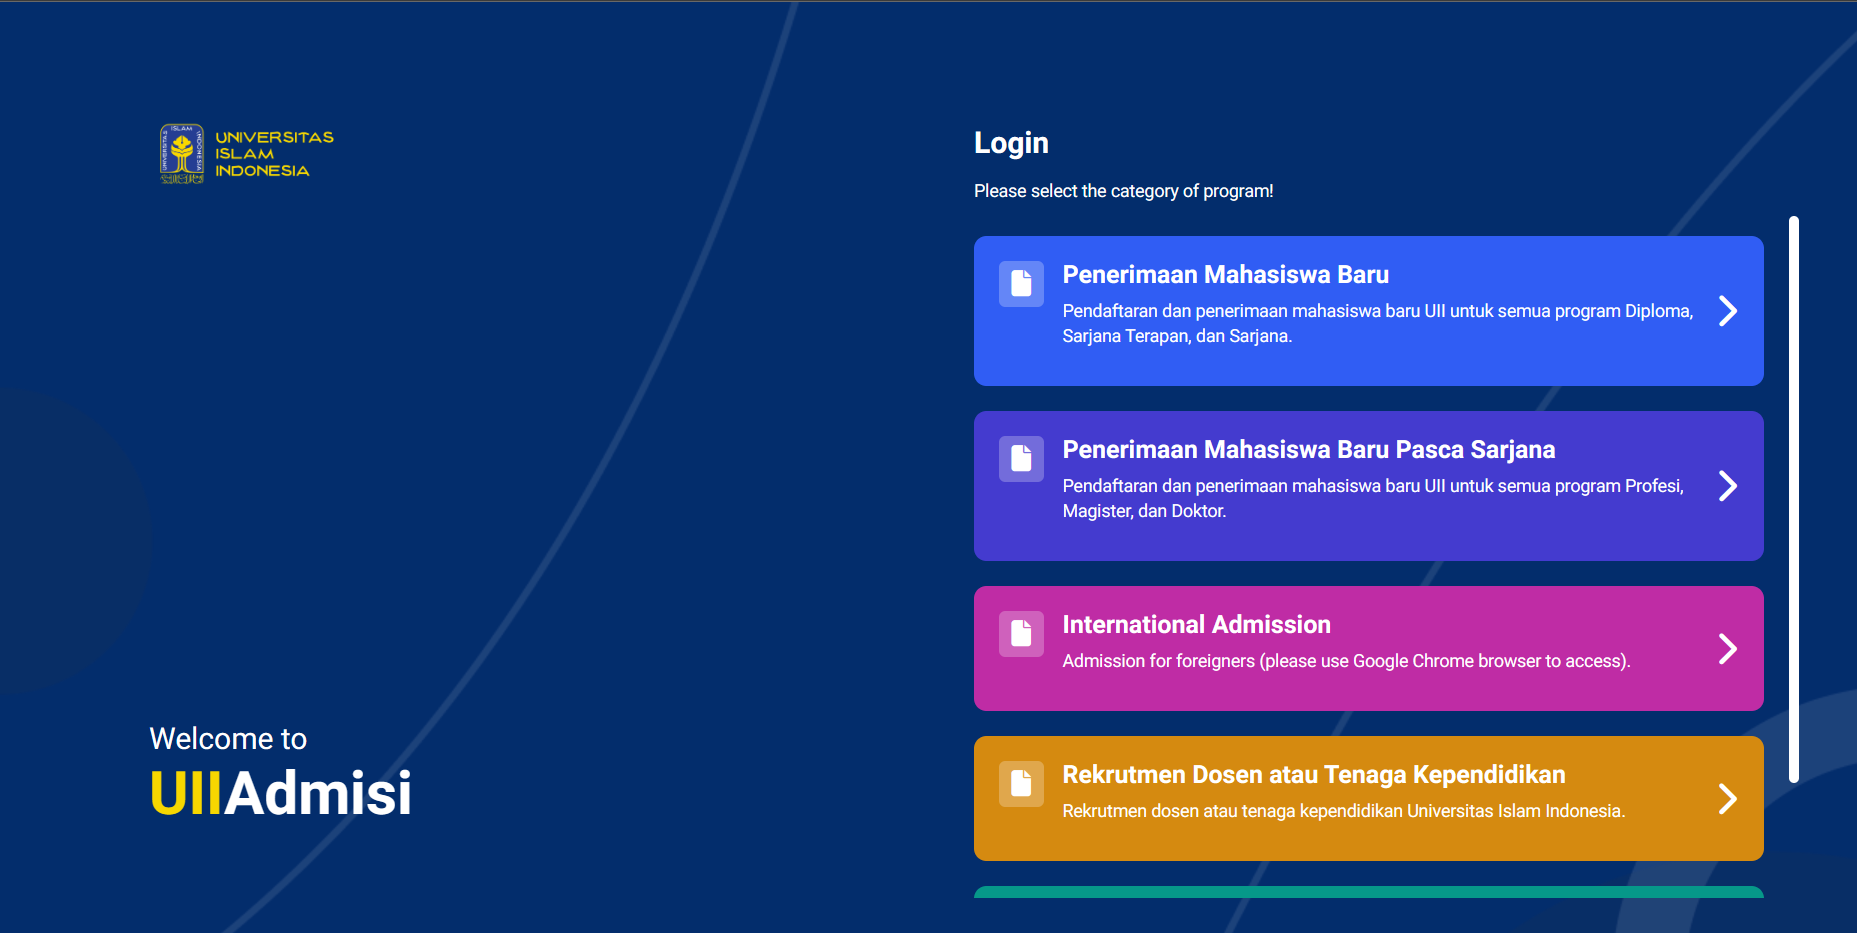 UNIVERSITAS
ISLAM
INDONESIA
Welcome to
UIIAdmisi
Login
Please select the category of program!
Penerimaan Mahasiswa Baru
Pendaftaran dan penerimaan mahasiswa baru UII untuk semua program Diploma,
Sarjana Terapan, dan Sarjana.
Penerimaan Mahasiswa Baru Pasca Sarjana
Pendaftaran dan penerimaan mahasiswa baru UII untuk semua program Profesi,
Magister, dan Doktor.
International Admission
Admission for foreigners (please use Google Chrome browser to access).
Rekrutmen Dosen atau Tenaga Kependidikan
Rekrutmen dosen atau tenaga kependidikan Universitas Islam Indonesia.